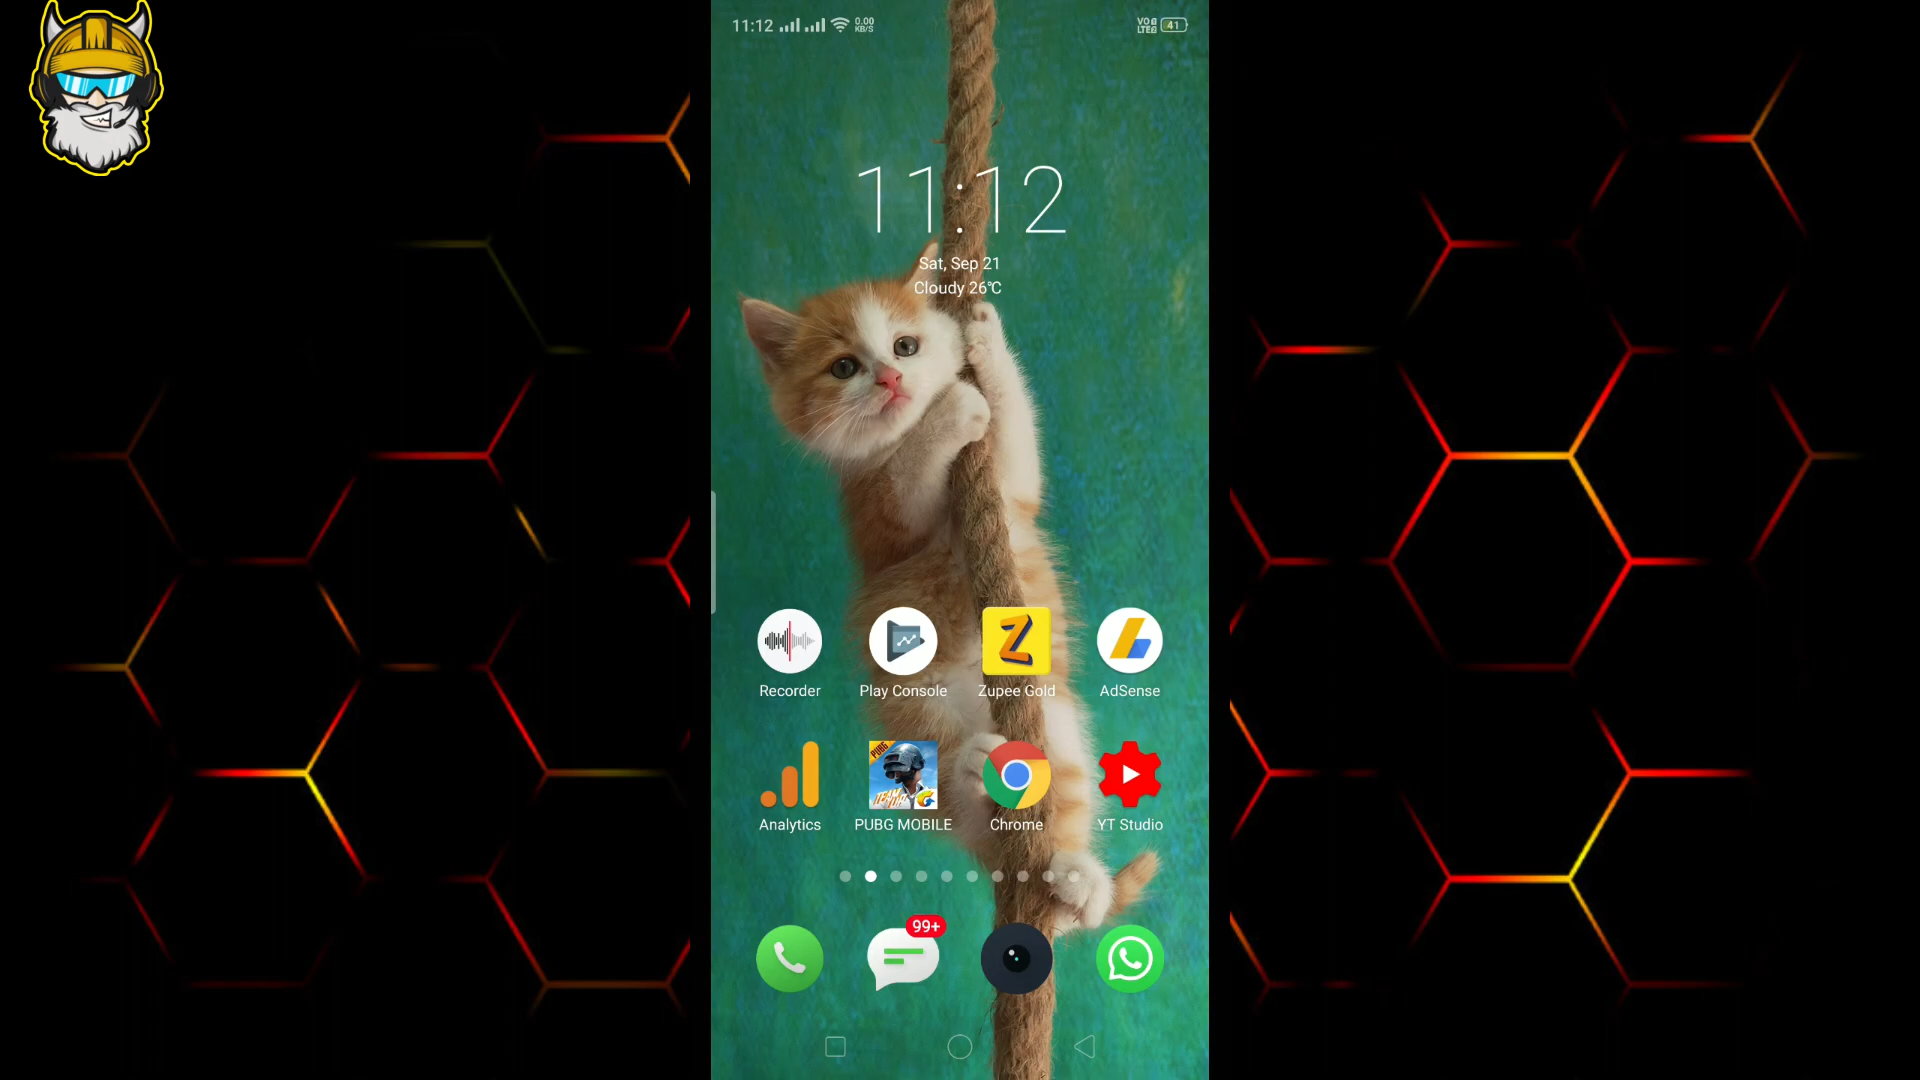 11:12
0.00
KB/S
41
11:12
Sat, Sep 21
Cloudy 26℃
Recorder
Play Console
Zupee Gold
AdSense
PUBG
Analytics
PUBG MOBILE
Chrome
YT Studio
99+